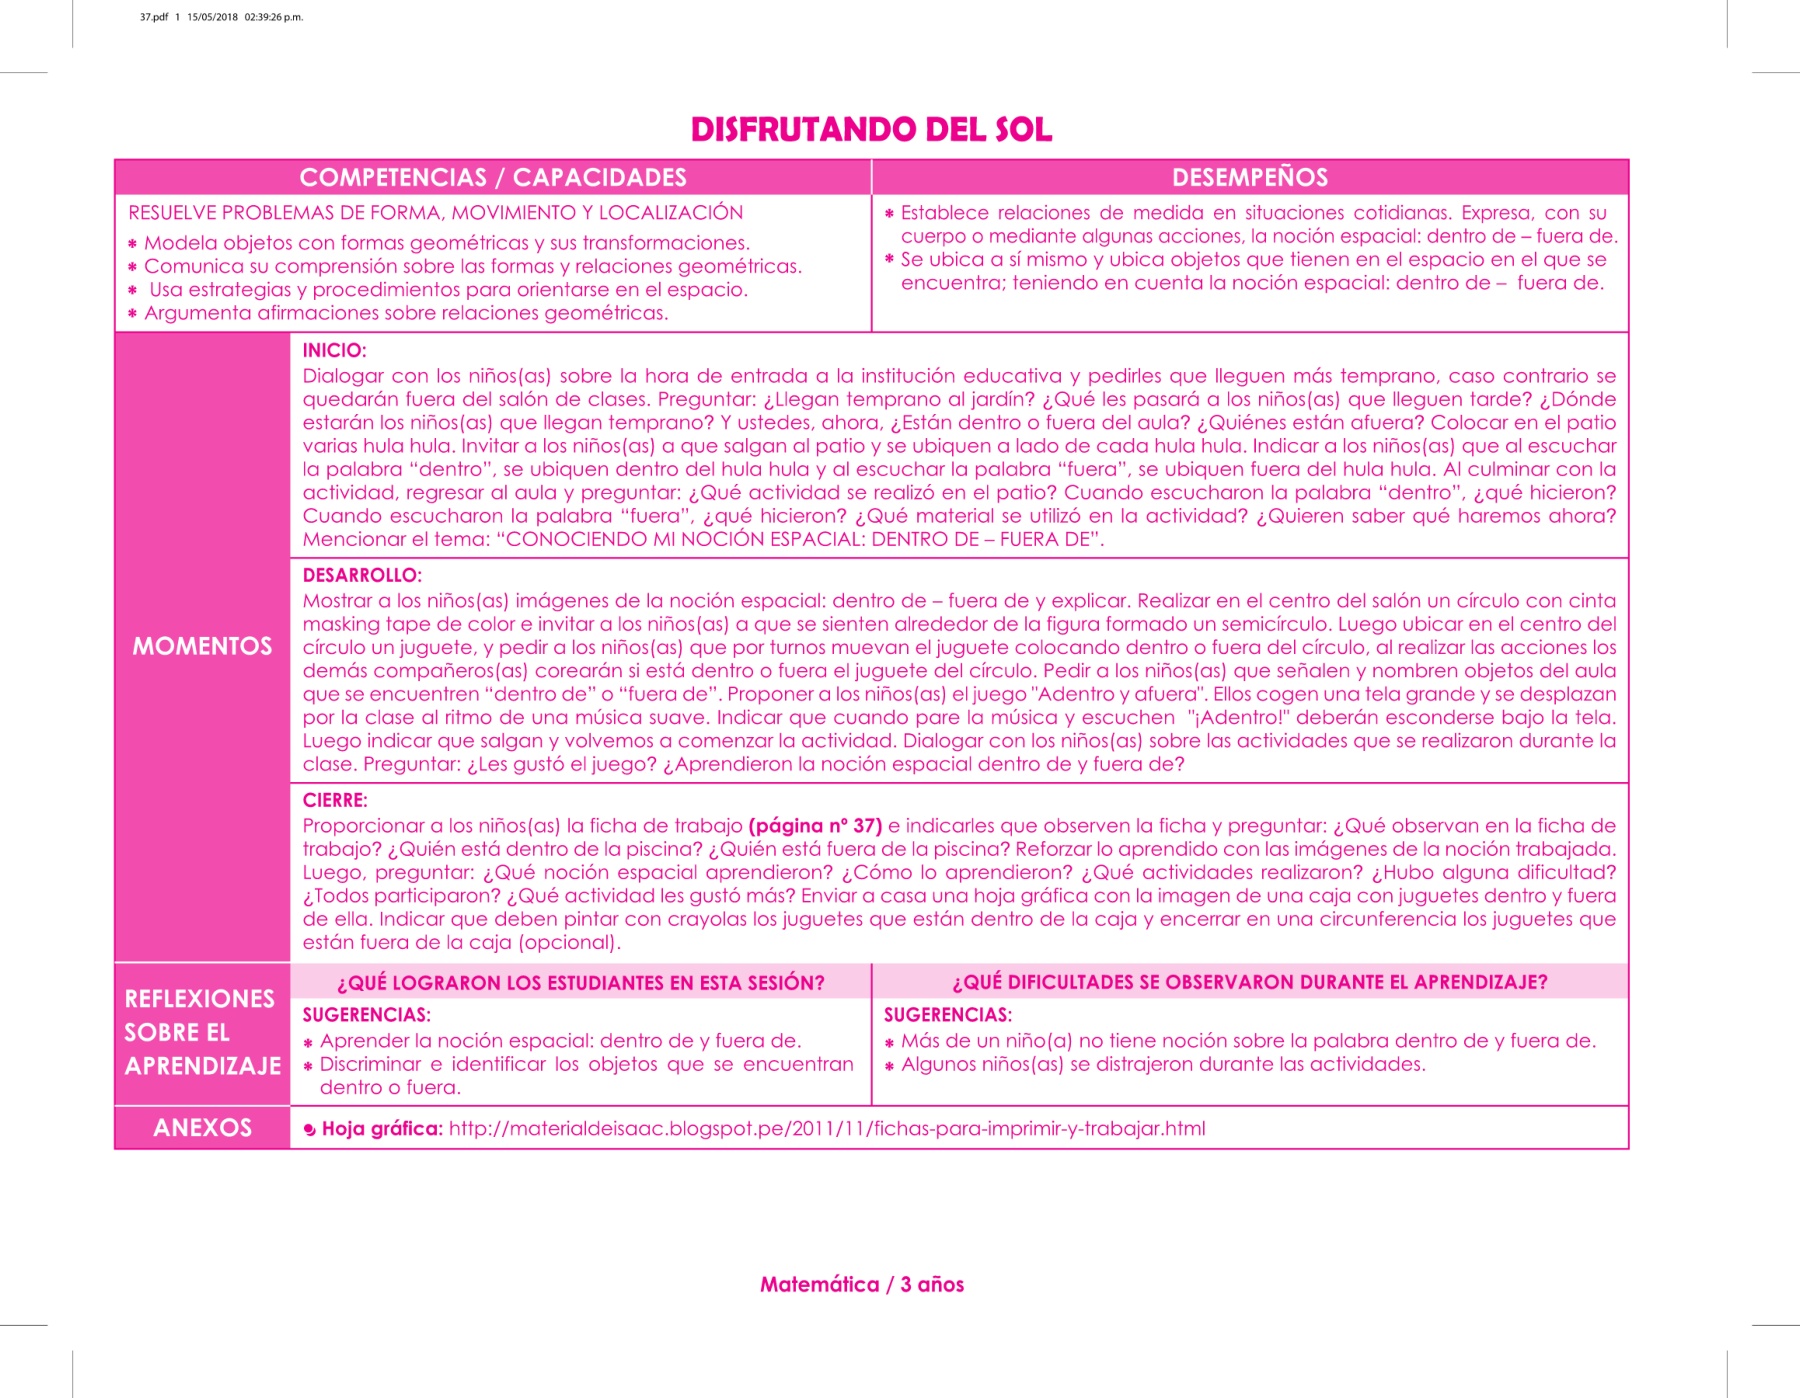 37.pdf 1 15/05/2018 02:39:26 p.m.
DISFRUTANDO DEL SOL
COMPETENCIAS / CAPACIDADES
RESUELVE PROBLEMAS DE FORMA, MOVIMIENTO Y LOCALIZACIÓN
* Modela objetos con formas geométricas y sus transformaciones.
* Comunica su comprensión sobre las formas y relaciones geométricas.
* Usa estrategias y procedimientos para orientarse en el espacio.
* Argumenta afirmaciones sobre relaciones geométricas.
DESEMPEÑOS
* Establece relaciones de medida en situaciones cotidianas. Expresa, con su
cuerpo o mediante algunas acciones, la noción espacial: dentro de – fuera de.
* Se ubica a sí mismo y ubica objetos que tienen en el espacio en el que se
encuentra; teniendo en cuenta la noción espacial: dentro de – fuera de.
MOMENTOS
INICIO:
Dialogar con los niños(as) sobre la hora de entrada a la institución educativa y pedirles que lleguen más temprano, caso contrario se
quedarán fuera del salón de clases. Preguntar: ¿Llegan temprano al jardín? ¿Qué les pasará a los niños(as) que lleguen tarde? ¿Dónde
estarán los niños(as) que llegan temprano? Y ustedes, ahora, ¿Están dentro o fuera del aula? ¿Quiénes están afuera? Colocar en el patio
varias hula hula. Invitar a los niños(as) a que salgan al patio y se ubiquen a lado de cada hula hula. Indicar a los niños(as) que al escuchar
la palabra “dentro”, se ubiquen dentro del hula hula y al escuchar la palabra “fuera”, se ubiquen fuera del hula hula. Al culminar con la
actividad, regresar al aula y preguntar: ¿Qué actividad se realizó en el patio? Cuando escucharon la palabra “dentro”, ¿qué hicieron?
Cuando escucharon la palabra “fuera”, ¿qué hicieron? ¿Qué material se utilizó en la actividad? ¿Quieren saber qué haremos ahora?
Mencionar el tema: “CONOCIENDO MI NOCIÓN ESPACIAL: DENTRO DE – FUERA DE”.
DESARROLLO:
Mostrar a los niños(as) imágenes de la noción espacial: dentro de – fuera de y explicar. Realizar en el centro del salón un círculo con cinta
masking tape de color e invitar a los niños(as) a que se sienten alrededor de la figura formado un semicírculo. Luego ubicar en el centro del
círculo un juguete, y pedir a los niños(as) que por turnos muevan el juguete colocando dentro o fuera del círculo, al realizar las acciones los
demás compañeros(as) corearán si está dentro o fuera el juguete del círculo. Pedir a los niños(as) que señalen y nombren objetos del aula
que se encuentren “dentro de” o “fuera de”. Proponer a los niños(as) el juego "Adentro y afuera". Ellos cogen una tela grande y se desplazan
por la clase al ritmo de una música suave. Indicar que cuando pare la música y escuchen "¡Adentro!" deberán esconderse bajo la tela.
Luego indicar que salgan y volvemos a comenzar la actividad. Dialogar con los niños(as) sobre las actividades que se realizaron durante la
clase. Preguntar: ¿Les gustó el juego? ¿Aprendieron la noción espacial dentro de y fuera de?
CIERRE:
Proporcionar a los niños(as) la ficha de trabajo (página nº 37) e indicarles que observen la ficha y preguntar: ¿Qué observan en la ficha de
trabajo? ¿Quién está dentro de la piscina? ¿Quién está fuera de la piscina? Reforzar lo aprendido con las imágenes de la noción trabajada.
Luego, preguntar: ¿Qué noción espacial aprendieron? ¿Cómo lo aprendieron? ¿Qué actividades realizaron? ¿Hubo alguna dificultad?
¿Todos participaron? ¿Qué actividad les gustó más? Enviar a casa una hoja gráfica con la imagen de una caja con juguetes dentro y fuera
de ella. Indicar que deben pintar con crayolas los juguetes que están dentro de la caja y encerrar en una circunferencia los juguetes que
están fuera de la caja (opcional).
REFLEXIONES
SOBRE EL
APRENDIZAJE
¿QUÉ LOGRARON LOS ESTUDIANTES EN ESTA SESIÓN?
SUGERENCIAS:
* Aprender la noción espacial: dentro de y fuera de.
* Discriminar e identificar los objetos que se encuentran
dentro o fuera.
¿QUÉ DIFICULTADES SE OBSERVARON DURANTE EL APRENDIZAJE?
SUGERENCIAS:
* Más de un niño(a) no tiene noción sobre la palabra dentro de y fuera de.
* Algunos niños(as) se distrajeron durante las actividades.
ANEXOS
Hoja gráfica: http://materialdeisaac.blogspot.pe/2011/11/fichas-para-imprimir-y-trabajar.html
Matemática / 3 años